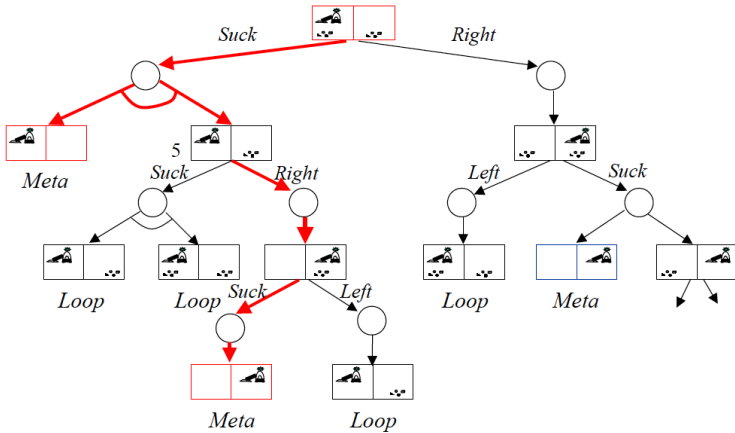 Suck Right
Meta
5
Suck Right
Left Suck
Loop Loop
Suck Left
Loop Meta
Meta Loop